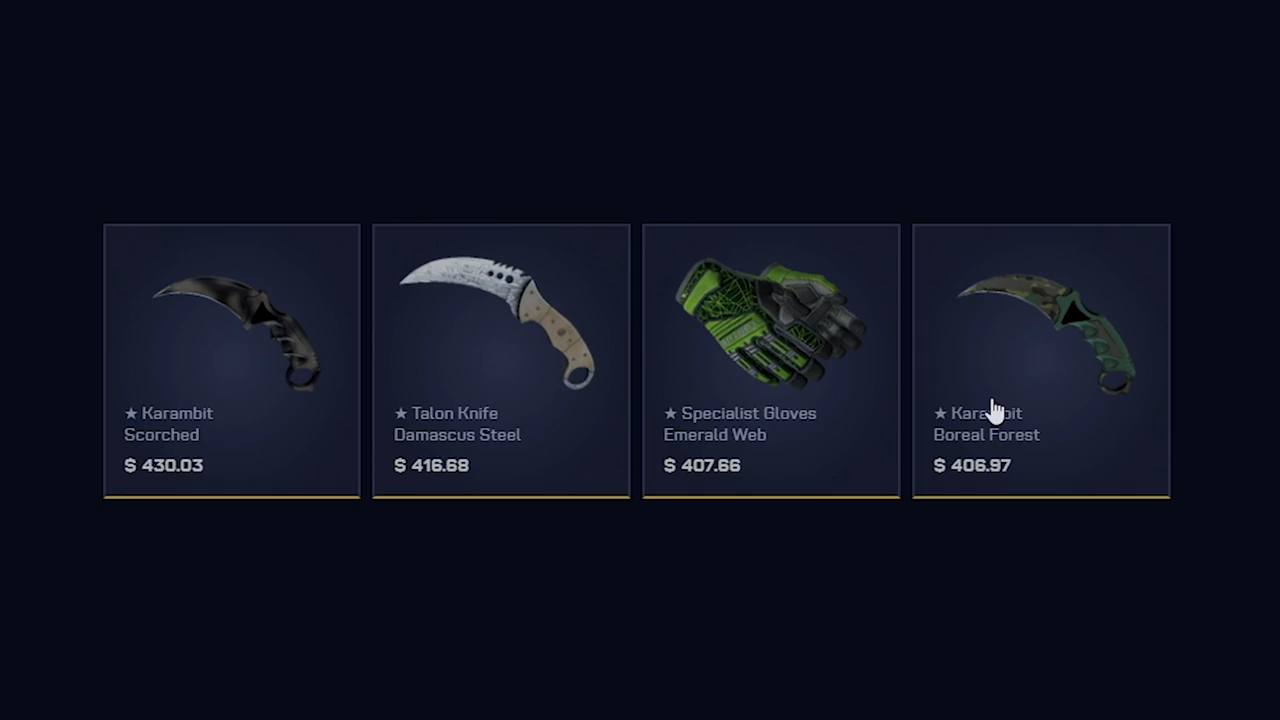 ★ Karambit
Scorched
$ 430.03
★ Talon Knife
Damascus Steel
$ 416.68
★ Specialist Gloves
Emerald Web
$ 407.66
★ Karambit
Boreal Forest
$ 406.97